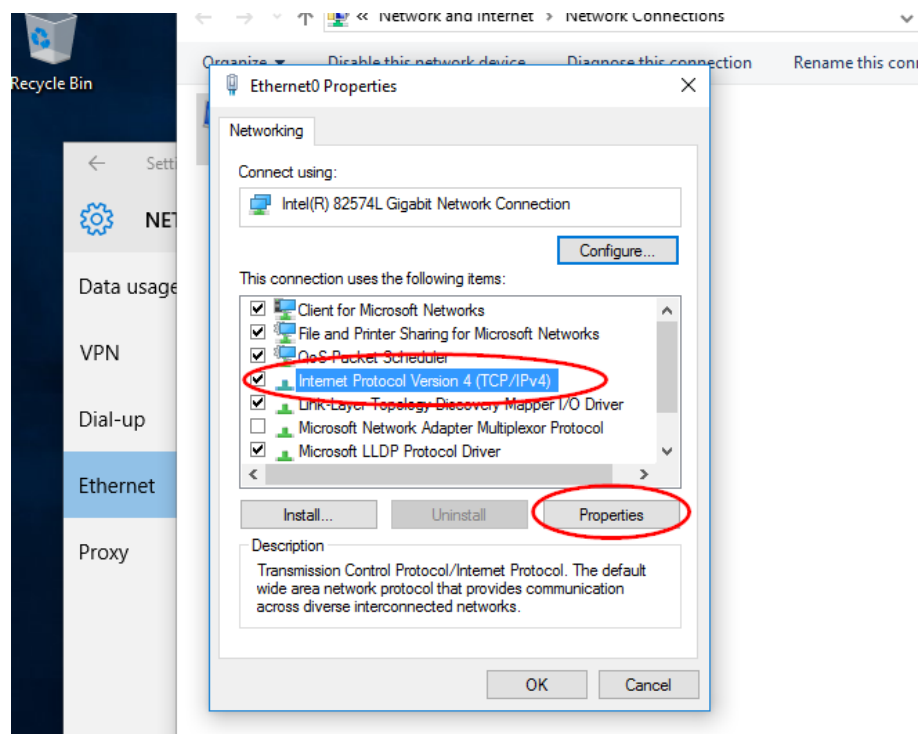 « Network and Internet > Network Connections
Organize ▾ Disable this network device Diagnose this connection Rename this conn
Recycle Bin
Ethernet0 Properties
Networking
Connect using:
Intel(R) 82574L Gigabit Network Connection
Configure...
This connection uses the following items:
Client for Microsoft Networks
File and Printer Sharing for Microsoft Networks
QoS Packet Scheduler
Internet Protocol Version 4 (TCP/IPv4)
Link-Layer Topology Discovery Mapper I/O Driver
Microsoft Network Adapter Multiplexor Protocol
Microsoft LLDP Protocol Driver
Install... Uninstall Properties
Description
Transmission Control Protocol/Internet Protocol. The default
wide area network protocol that provides communication
across diverse interconnected networks.
OK Cancel
Setti
NET
Data usage
VPN
Dial-up
Ethernet
Proxy